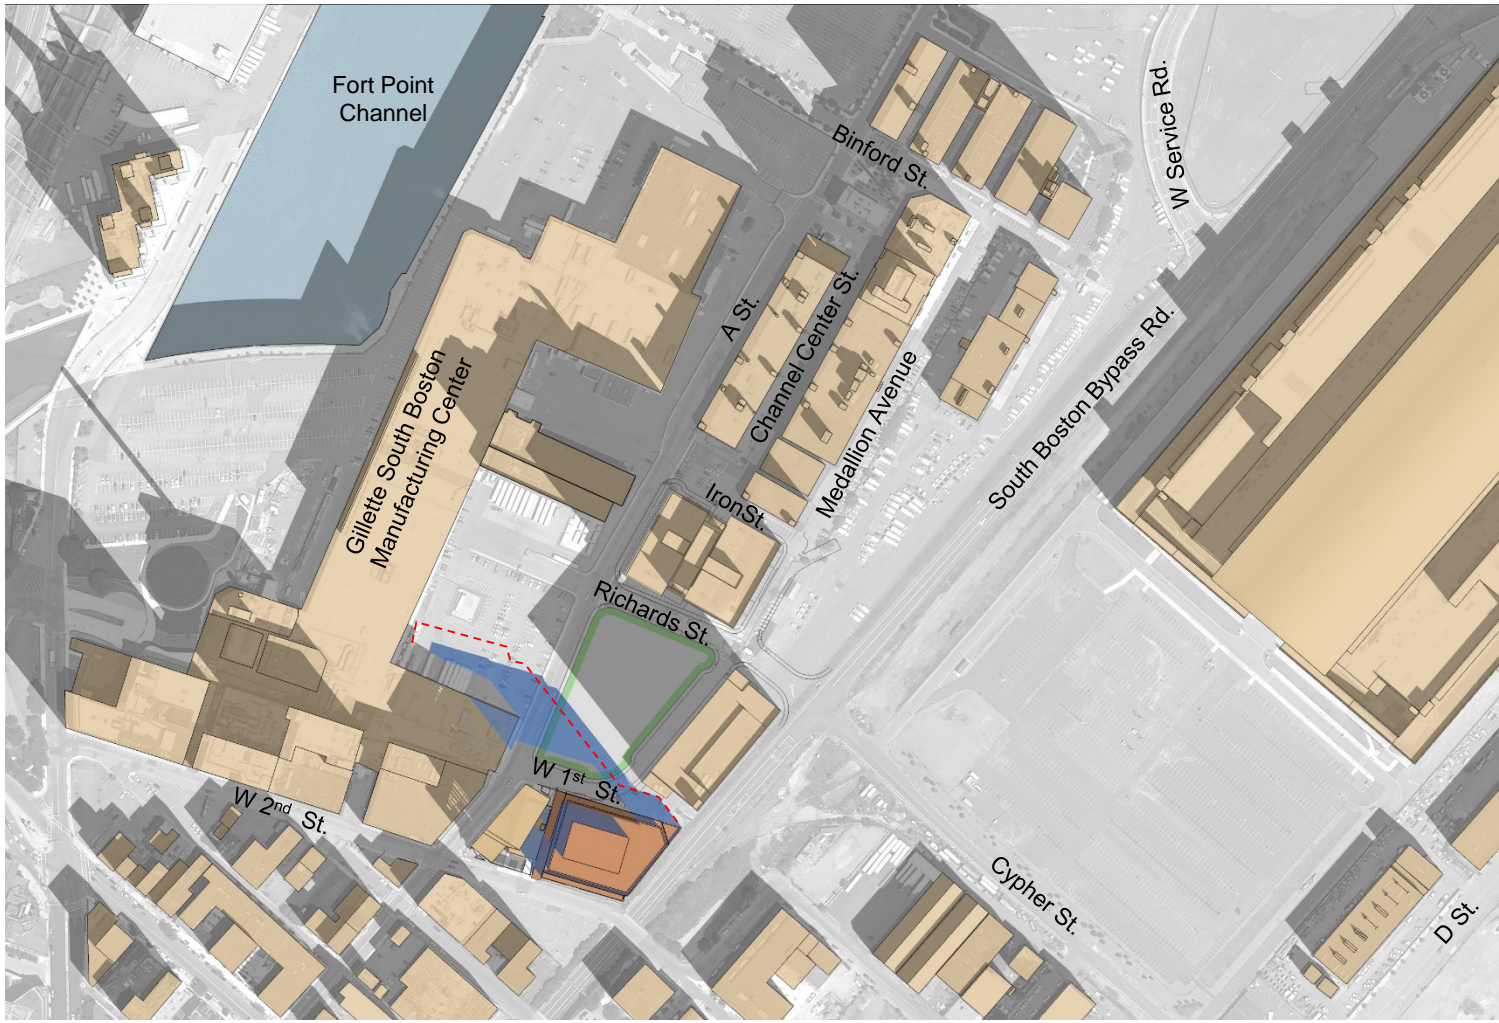 Fort Point
Channel
Binford St.
W Service Rd.
A St.
Channel Center St.
Medallion Avenue
South Boston Bypass Rd.
Gillette South Boston
Manufacturing Center
IronSt.
Richards St.
W 1st St.
W 2nd St.
Cypher St.
D St.